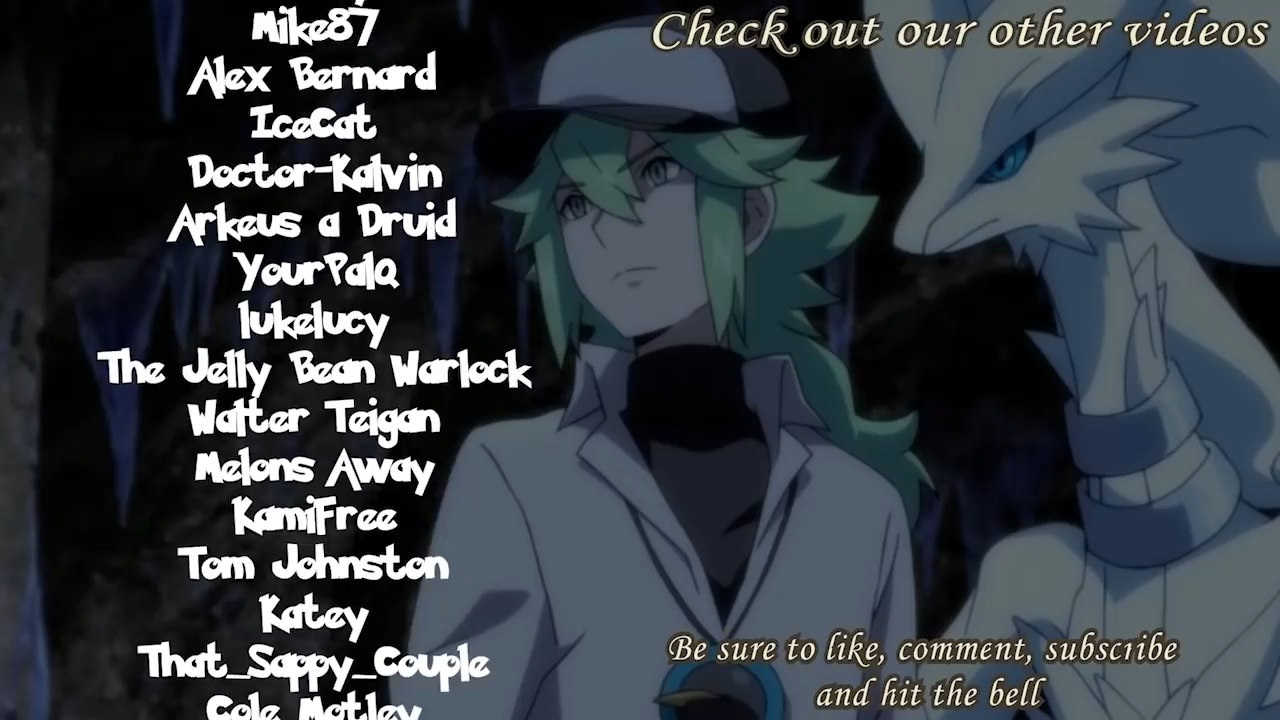 Mike87
Alex Bernard
IceCat
Doctor-Kalvin
Arkeus a Druid
YourPalQ
lukelucy
The Jelly Bean Warlock
Walter Teigan
Melons Away
KamiFree
Tom Johnston
Katey
That_Sappy_Couple
Cole Motley
Check out our other videos
Be sure to like, comment, subscribe
and hit the bell